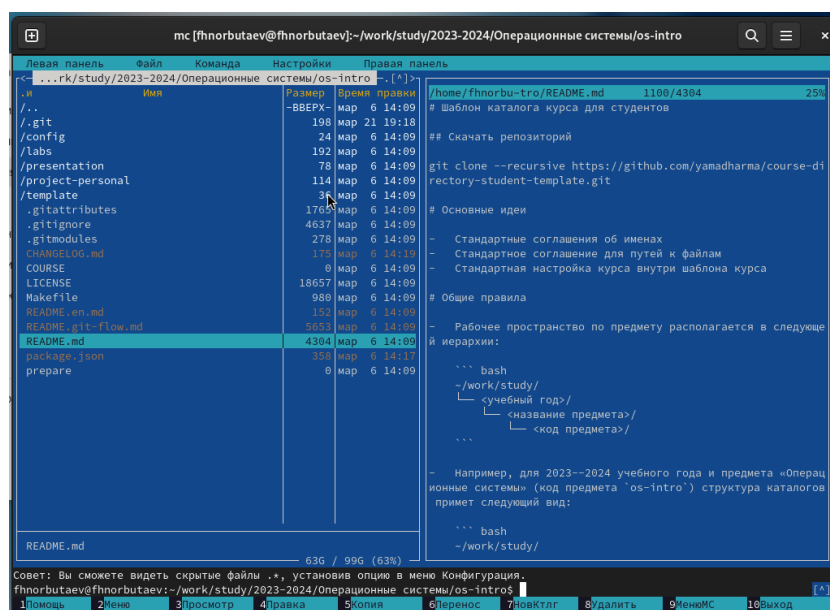 mc [fhnorbutaev@fhnorbutaev]:~/work/study/2023-2024/Операционные системы/os-intro
Левая панель Файл Команда Настройки Правая панель
<─ ...rk/study/2023-2024/Операционные системы/os-intro ─.[^]>
.и Имя Размер Время правки
/.. -ВВЕРХ- мар 6 14:09
/.git 198 мар 21 19:18
/config 24 мар 6 14:09
/labs 192 мар 6 14:09
/presentation 78 мар 6 14:09
/project-personal 114 мар 6 14:09
/template мар 6 14:09
.gitattributes 1765 мар 6 14:09
.gitignore 4637 мар 6 14:09
.gitmodules 278 мар 6 14:09
CHANGELOG.md 175 мар 6 14:19
COURSE 0 мар 6 14:09
LICENSE 18657 мар 6 14:09
Makefile 980 мар 6 14:09
README.en.md 152 мар 6 14:09
README.git-flow.md 5653 мар 6 14:09
README.md 4304 мар 6 14:09
package.json 358 мар 6 14:17
prepare 0 мар 6 14:09
README.md
63G / 99G (63%)
/home/fhnorbu~tro/README.md 1100/4304 25%
# Шаблон каталога курса для студентов
## Скачать репозиторий
git clone --recursive https://github.com/yamadharma/course-di
rectory-student-template.git
# Основные идеи
- Стандартные соглашения об именах
- Стандартное соглашение для путей к файлам
- Стандартная настройка курса внутри шаблона курса
# Общие правила
- Рабочее пространство по предмету располагается в следующе
й иерархии:
``` bash
~/work/study/
└── <учебный год>/
└── <название предмета>/
└── <код предмета>/
```
- Например, для 2023--2024 учебного года и предмета «Операц
ионные системы» (код предмета `os-intro`) структура каталогов
примет следующий вид:
``` bash
~/work/study/
Совет: Вы сможете видеть скрытые файлы .*, установив опцию в меню Конфигурация.
fhnorbutaev@fhnorbutaev:~/work/study/2023-2024/Операционные системы/os-intro$ [^]
1Помощь 2Меню 3Просмотр 4Правка 5Копия 6Перенос 7НовКтлг 8Удалить 9МенюМС 10Выход